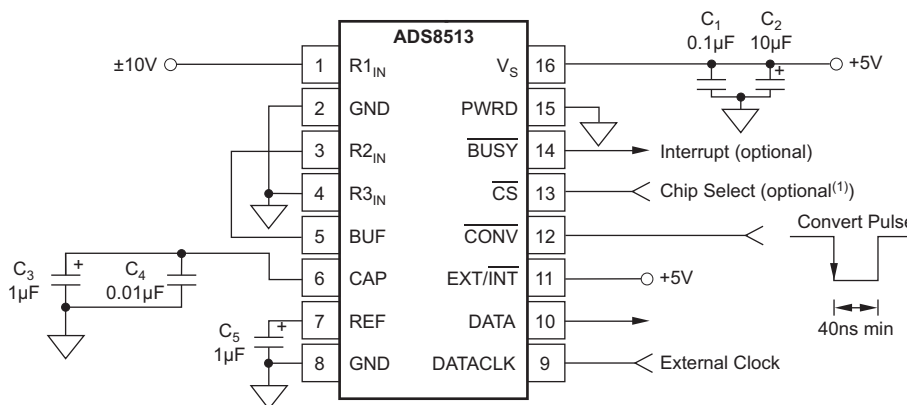 ADS8513
C1
0.1µF
C2
10µF
±10V
1
R1IN
VS
16
+
+5V
2
GND
PWRD
15
3
R2IN
BUSY
14
Interrupt (optional)
4
R3IN
CS
13
Chip Select (optional(1))
5
BUF
CONV
12
Convert Pulse
C3
1µF
+
C4
0.01µF
6
CAP
EXT/INT
11
+5V
40ns min
C5
1µF
+
7
REF
DATA
10
8
GND
DATACLK
9
External Clock